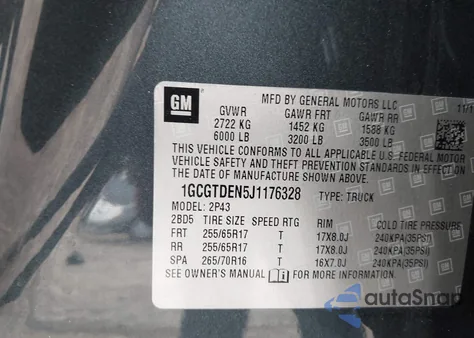 GM
MFD BY GENERAL MOTORS LLC
11/1
GVWR GAWR FRT GAWR RR
2722 KG 1452 KG 1588 KG
6000 LB 3200 LB 3500 LB
THIS VEHICLE CONFORMS TO ALL APPLICABLE U.S. FEDERAL MOTOR
VEHICLE SAFETY AND THEFT PREVENTION STANDARDS IN
EFFECT ON THE DATE OF MANUFACTURE SHOWN ABOVE.
1GCGTDEN5J1176328 TYPE: TRUCK
MODEL: 2P43
2BD5 TIRE SIZE SPEED RTG RIM COLD TIRE PRESSURE
FRT 255/65R17 T 17X8.0J 240KPA(35PSI)
RR 255/65R17 T 17X8.0J 240KPA(35PSI)
SPA 265/70R16 T 16X7.0J 240KPA(35PSI)
SEE OWNER'S MANUAL FOR MORE INFORMATION.
autoSnap